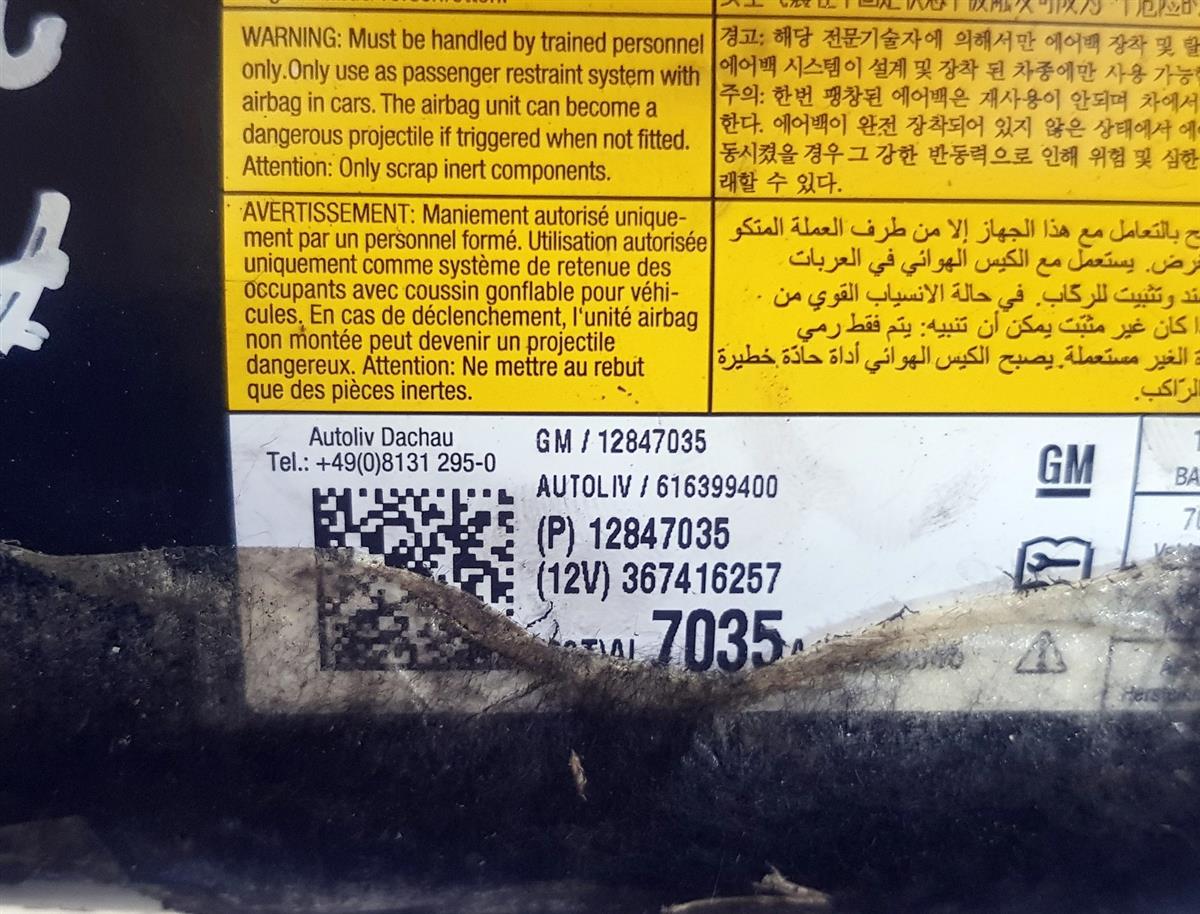 WARNING: Must be handled by trained personnel
only.Only use as passenger restraint system with
airbag in cars. The airbag unit can become a
dangerous projectile if triggered when not fitted.
Attention: Only scrap inert components.
경고: 해당 전문기술자에 의해서만 에어백 장착 및
에어백 시스템이 설계 및 장착 된 차종에만 사용
주의: 한번 팽창된 에어백은 재사용이 안되며 차에서
한다. 에어백이 완전 장착되어 있지 않은 상태에서
동시켰을 경우 그 강한 반동력으로 인해 위험 및 심한
래할 수 있다.
AVERTISSEMENT: Maniement autorisé unique-
ment par un personnel formé. Utilisation autorisée
uniquement comme système de retenue des
occupants avec coussin gonflable pour véhi-
cules. En cas de déclenchement, l'unité airbag
non montée peut devenir un projectile
dangereux. Attention: Ne mettre au rebut
que des pièces inertes.
بالتعامل مع هذا الجهاز إلا من طرف العملة المتكو
يستعمل مع الكيس الهوائي في العربات
وتثبيت للركاب. في حالة الانسياب القوي من
كان غير مثبّت يمكن أن تنبيه: يتم فقط رمي
الغير مستعملة.يصبح الكيس الهوائي أداة حادّة خطيرة
الرّاكب.
Autoliv Dachau
Tel.: +49(0)8131 295-0
GM / 12847035
AUTOLIV / 616399400
(P) 12847035
(12V) 367416257
7035
GM